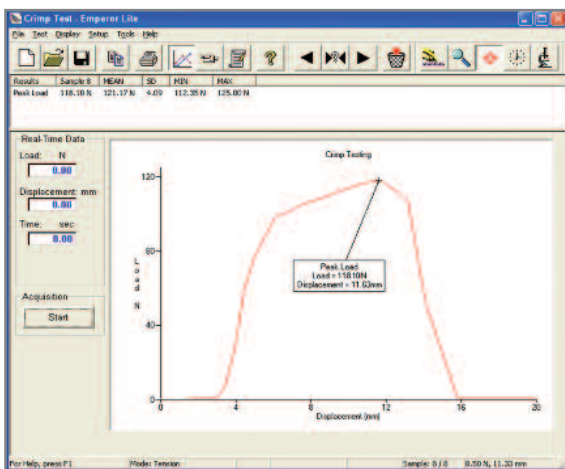 Crimp Test - Emperor Lite
File Test Display Setup Tools Help
Results Sample 8 MEAN SD MIN MAX
Peak Load 118.10 N 121.17 N 4.09 112.35 N 125.00 N
Real-Time Data
Load: N
0.00
Displacement: mm
0.00
Time: sec
0.00
Acquisition
Start
Crimp Testing
120
80
40
0
Load N
Peak Load
Load = 118.10N
Displacement = 11.63mm
0 4 8 12 16 20
Displacement (mm)
For Help, press F1 Mode: Tension Sample: 8 / 8 0.50 N, 11.33 mm